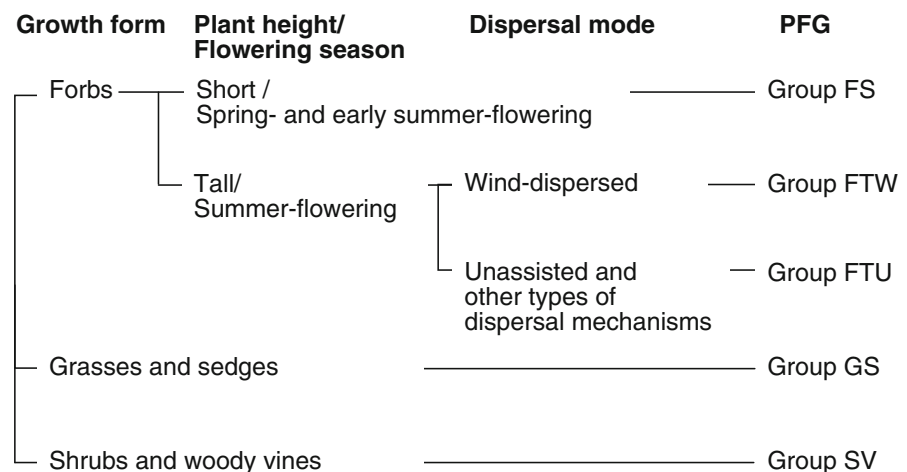 Growth form Plant height/ Dispersal mode PFG
Flowering season
Forbs Short / Group FS
Spring- and early summer-flowering
Tall/ Wind-dispersed Group FTW
Summer-flowering
Unassisted and Group FTU
other types of
dispersal mechanisms
Grasses and sedges Group GS
Shrubs and woody vines Group SV